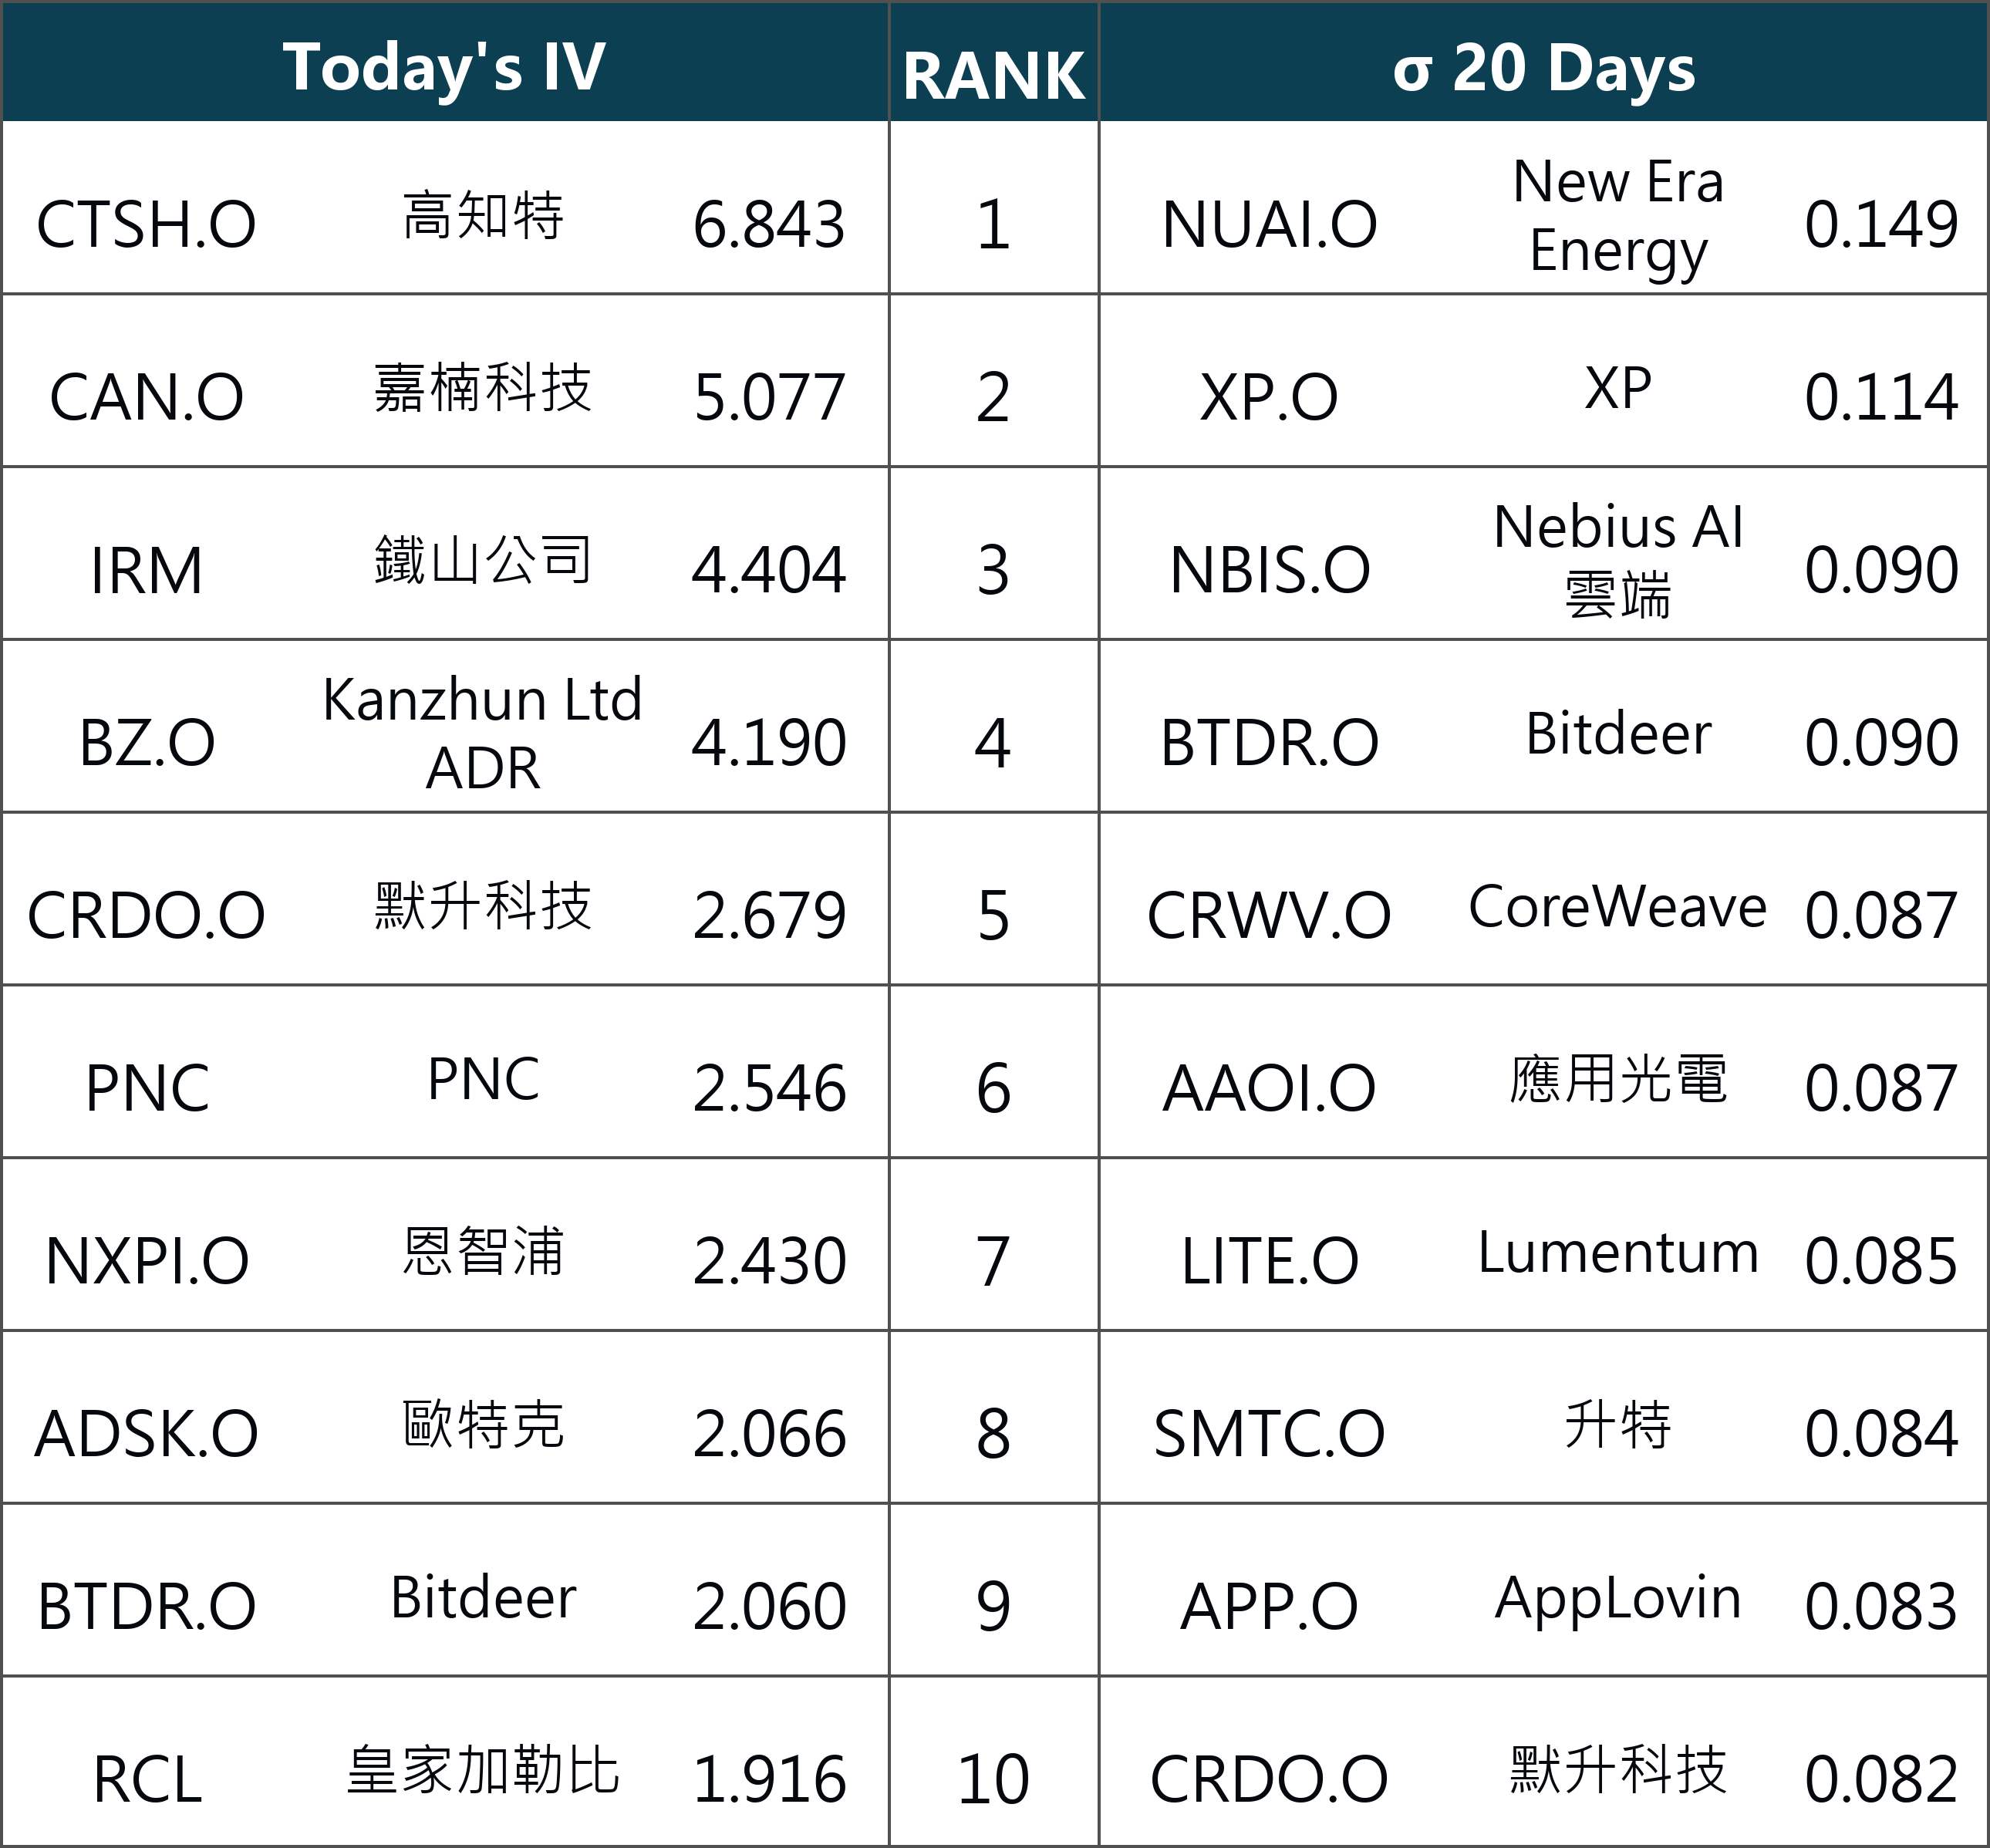 Today's IV RANK σ 20 Days
CTSH.O 高知特 6.843 1 NUAI.O New Era Energy 0.149
CAN.O 嘉楠科技 5.077 2 XP.O XP 0.114
IRM 鐵山公司 4.404 3 NBIS.O Nebius AI 雲端 0.090
BZ.O Kanzhun Ltd ADR 4.190 4 BTDR.O Bitdeer 0.090
CRDO.O 默升科技 2.679 5 CRWV.O CoreWeave 0.087
PNC PNC 2.546 6 AAOI.O 應用光電 0.087
NXPI.O 恩智浦 2.430 7 LITE.O Lumentum 0.085
ADSK.O 歐特克 2.066 8 SMTC.O 升特 0.084
BTDR.O Bitdeer 2.060 9 APP.O AppLovin 0.083
RCL 皇家加勒比 1.916 10 CRDO.O 默升科技 0.082